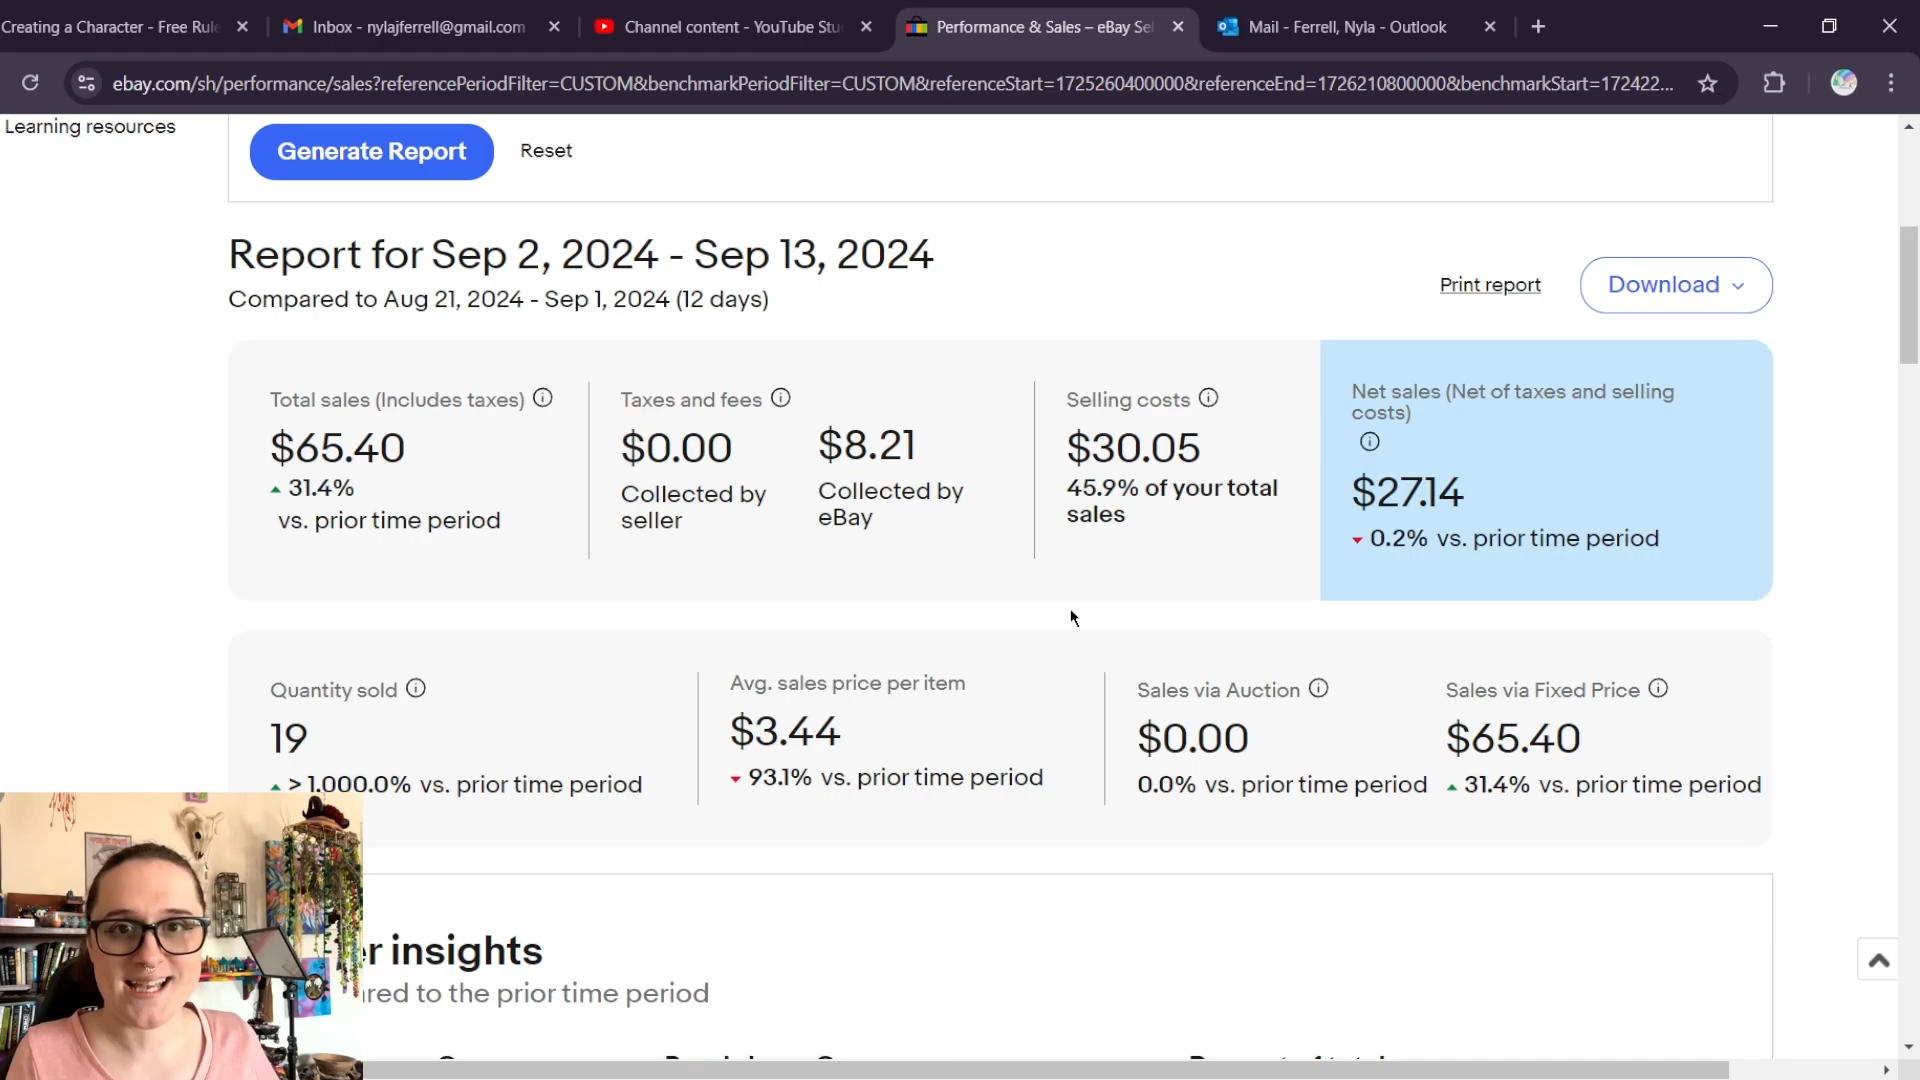 Creating a Character - Free Rule
Inbox - nylajferrell@gmail.com
Channel content - YouTube Stu
Performance & Sales – eBay Sel
Mail - Ferrell, Nyla - Outlook
ebay.com/sh/performance/sales?referencePeriodFilter=CUSTOM&benchmarkPeriodFilter=CUSTOM&referenceStart=1725260400000&referenceEnd=1726210800000&benchmarkStart=172422...
Learning resources
Generate Report
Reset
Report for Sep 2, 2024 - Sep 13, 2024
Compared to Aug 21, 2024 - Sep 1, 2024 (12 days)
Print report
Download
Total sales (Includes taxes)
$65.40
31.4%
vs. prior time period
Taxes and fees
$0.00
Collected by
seller
$8.21
Collected by
eBay
Selling costs
$30.05
45.9% of your total
sales
Net sales (Net of taxes and selling
costs)
$27.14
0.2% vs. prior time period
Quantity sold
19
> 1,000.0% vs. prior time period
Avg. sales price per item
$3.44
93.1% vs. prior time period
Sales via Auction
$0.00
0.0% vs. prior time period
Sales via Fixed Price
$65.40
31.4% vs. prior time period
er insights
ared to the prior time period